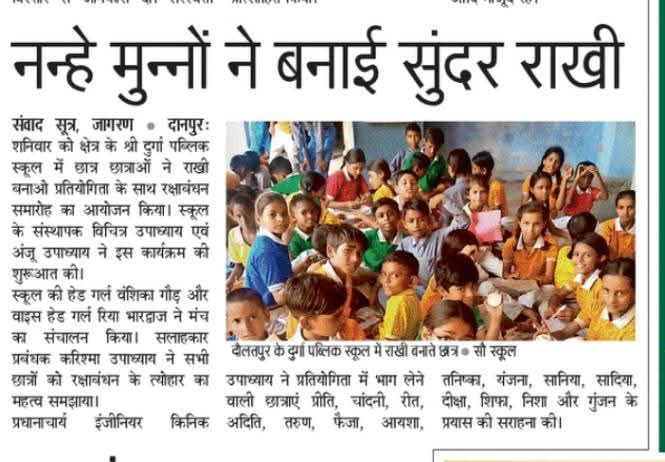 नन्हे मुन्नों ने बनाई सुंदर राखी
संवाद सूत्र, जागरण ● दानपुर:
शनिवार को क्षेत्र के श्री दुर्गा पब्लिक
स्कूल में छात्र छात्राओं ने राखी
बनाओ प्रतियोगिता के साथ रक्षाबंधन
समारोह का आयोजन किया। स्कूल
के संस्थापक विचित्र उपाध्याय एवं
अंजू उपाध्याय ने इस कार्यक्रम की
शुरूआत की।
स्कूल की हेड गर्ल वंशिका गौड़ और
वाइस हेड गर्ल रिया भारद्वाज ने मंच
का संचालन किया। सलाहकार
प्रबंधक करिश्मा उपाध्याय ने सभी
छात्रों को रक्षाबंधन के त्योहार का
महत्व समझाया।
प्रधानाचार्य इंजीनियर किनिक
दौलतपुर के दुर्गा पब्लिक स्कूल में राखी बनाते छात्र ● सौ स्कूल
उपाध्याय ने प्रतियोगिता में भाग लेने
वाली छात्राएं प्रीति, चांदनी, रीत,
अदिति, तरुण, फैजा, आयशा,
तनिष्का, यंजना, सानिया, सादिया,
दीक्षा, शिफा, निशा और गुंजन के
प्रयास की सराहना की।